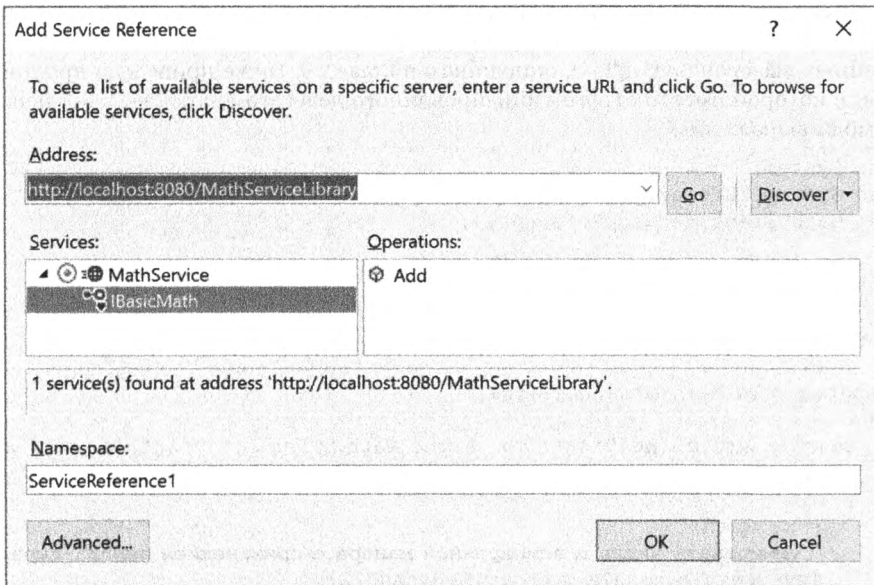 Add Service Reference
? ×
To see a list of available services on a specific server, enter a service URL and click Go. To browse for
available services, click Discover.
Address:
http://localhost:8080/MathServiceLibrary
Go
Discover
Services:
Operations:
MathService
Add
IBasicMath
1 service(s) found at address 'http://localhost:8080/MathServiceLibrary'.
Namespace:
ServiceReference1
Advanced...
OK
Cancel